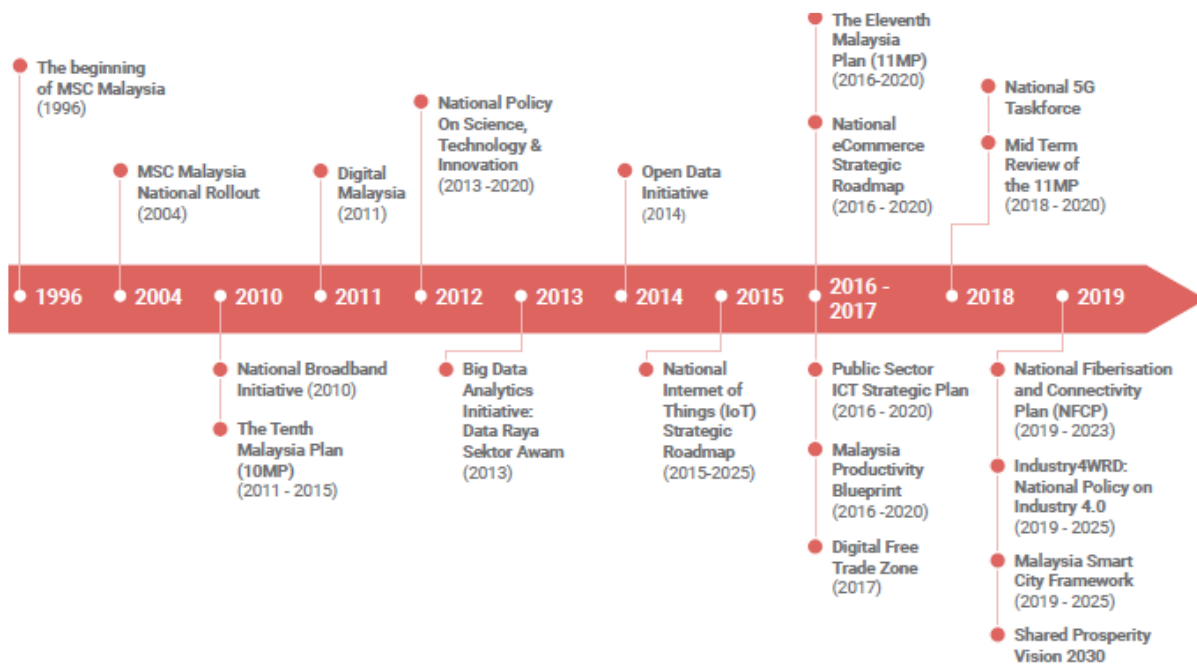 The beginning
of MSC Malaysia
(1996)
MSC Malaysia
National Rollout
(2004)
Digital
Malaysia
(2011)
National Policy
On Science,
Technology &
Innovation
(2013 -2020)
Open Data
Initiative
(2014)
The Eleventh
Malaysia
Plan (11MP)
(2016-2020)
National
eCommerce
Strategic
Roadmap
(2016 - 2020)
National 5G
Taskforce
Mid Term
Review of
the 11MP
(2018 - 2020)
1996
2004
2010
2011
2012
2013
2014
2015
2016 -
2017
2018
2019
National Broadband
Initiative (2010)
The Tenth
Malaysia Plan
(10MP)
(2011 - 2015)
Big Data
Analytics
Initiative:
Data Raya
Sektor Awam
(2013)
National
Internet of
Things (IoT)
Strategic
Roadmap
(2015-2025)
Public Sector
ICT Strategic Plan
(2016 - 2020)
Malaysia
Productivity
Blueprint
(2016 -2020)
Digital Free
Trade Zone
(2017)
National Fiberisation
and Connectivity
Plan (NFCP)
(2019 - 2023)
Industry4WRD:
National Policy on
Industry 4.0
(2019 - 2025)
Malaysia Smart
City Framework
(2019 - 2025)
Shared Prosperity
Vision 2030